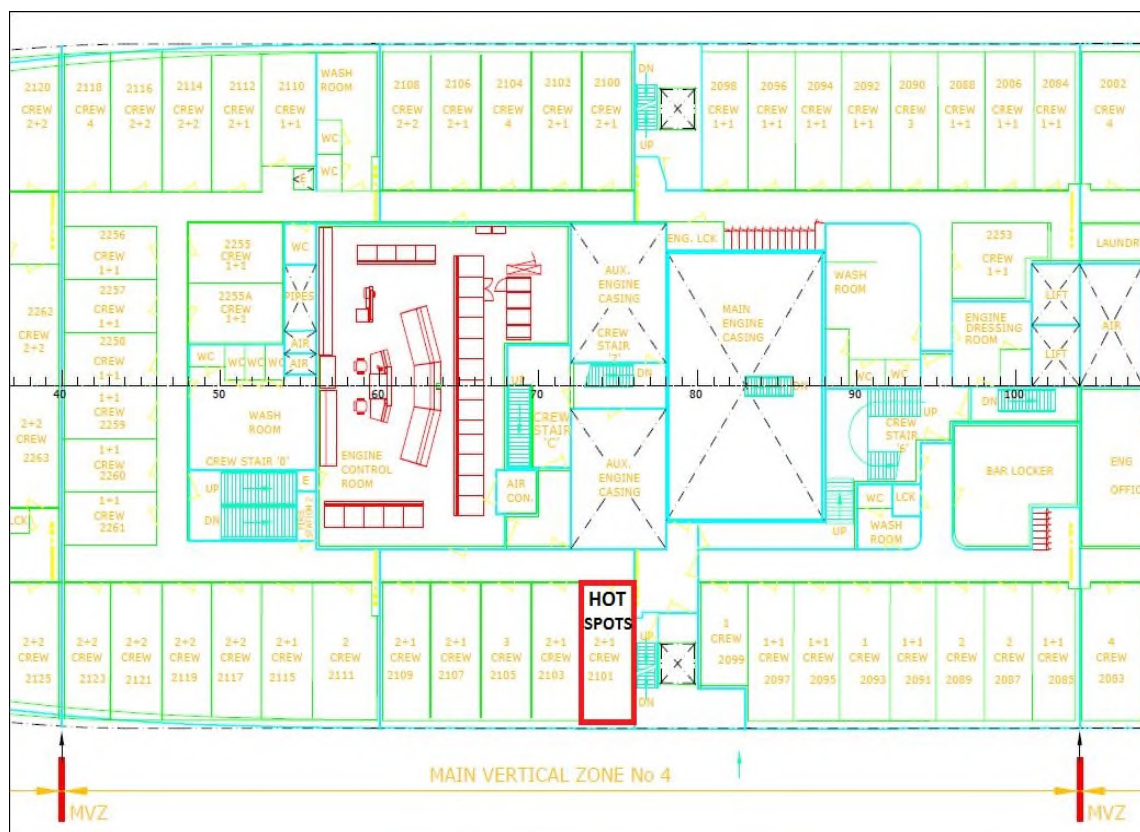 2120
CREW
2+2
2118
CREW
4
2116
CREW
2+2
2114
CREW
2+2
2112
CREW
2+1
2110
CREW
1+1
WASH
ROOM
WC
WC
E
2108
CREW
2+2
2106
CREW
2+1
2104
CREW
4
2102
CREW
2+1
2100
CREW
2+1
DN
X
UP
2098
CREW
1+1
2096
CREW
1+1
2094
CREW
1+1
2092
CREW
1+1
2090
CREW
3
2088
CREW
1+1
2086
CREW
1+1
2084
CREW
1+1
2082
CREW
4
2256
CREW
1+1
2257
CREW
1+1
2262
CREW
2+2
CREW
1+1
2255
CREW
1+1
2255A
CREW
1+1
WC
PIPES
AIR
AIR
WC
WC
WC
WC
AUX.
ENGINE
CASING
CREW
STAIR
DN
ENG. LCK
MAIN
ENGINE
CASING
DN
WASH
ROOM
WC
WC
2253
CREW
1+1
ENGINE
DRESSING
ROOM
LAUNDR
LIFT
LIFT
AIR
40
50
60
70
80
90
100
2+2
CREW
2263
1+1
CREW
2259
1+1
CREW
2260
1+1
CREW
2261
LCK
WASH
ROOM
CREW STAIR '8'
UP
DN
E
ENGINE
CONTROL
ROOM
UP
CREW
STAIR
'C'
AIR
CON.
AUX.
ENGINE
CASING
UP
CREW
STAIR
UP
WC
LCK
WASH
ROOM
DN
BAR LOCKER
ENG
OFFIC
2+2
CREW
2125
2+2
CREW
2123
2+2
CREW
2121
2+2
CREW
2119
2+2
CREW
2117
2+1
CREW
2115
2
CREW
2111
2+1
CREW
2109
2+1
CREW
2107
3
CREW
2105
2+1
CREW
2103
HOT
SPOTS
2+1
CREW
2101
UP
X
DN
1
CREW
2099
1+1
CREW
2097
1+1
CREW
2095
1
CREW
2093
1+1
CREW
2091
2
CREW
2089
2
CREW
2087
1+1
CREW
2085
4
CREW
2083
MAIN VERTICAL ZONE No 4
MVZ
MVZ